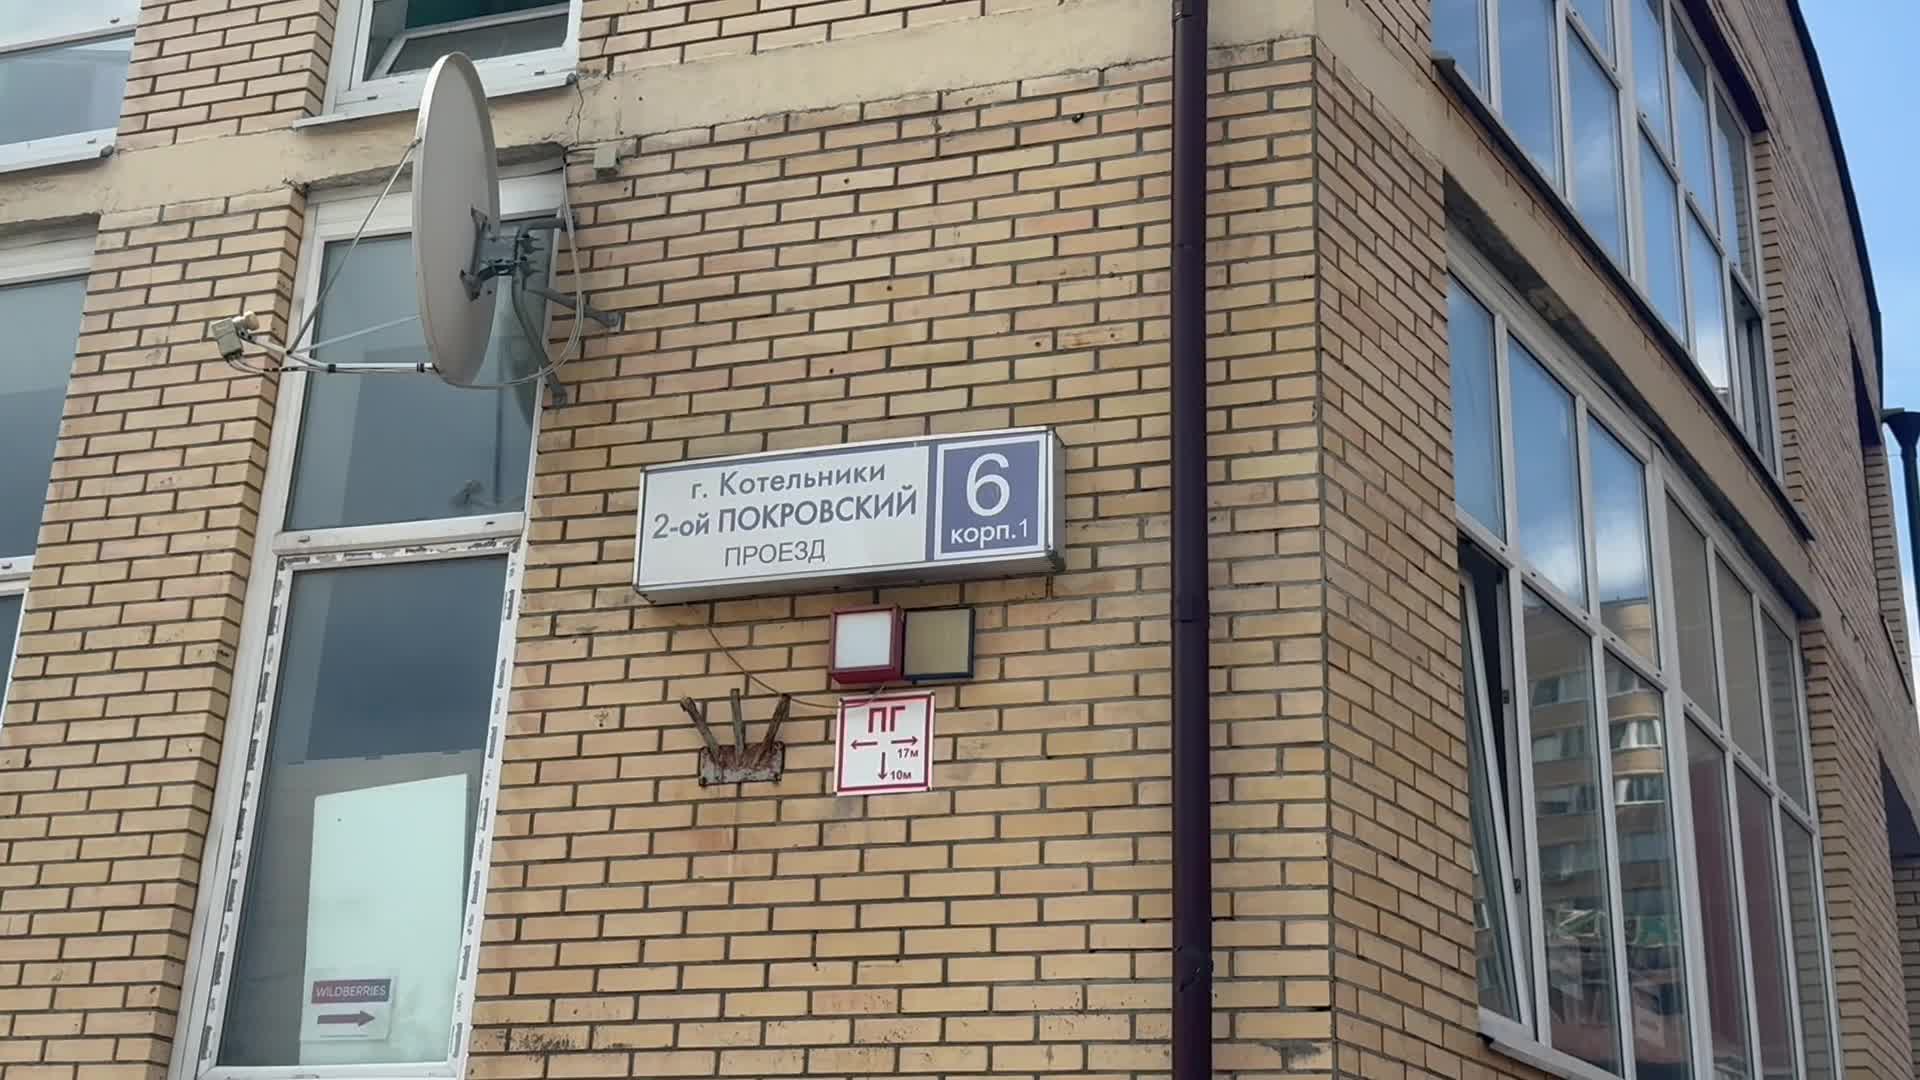 г. Котельники
2-ой ПОКРОВСКИЙ
ПРОЕЗД
6
корп.1
ПГ
17м
10м
WILDBERRIES